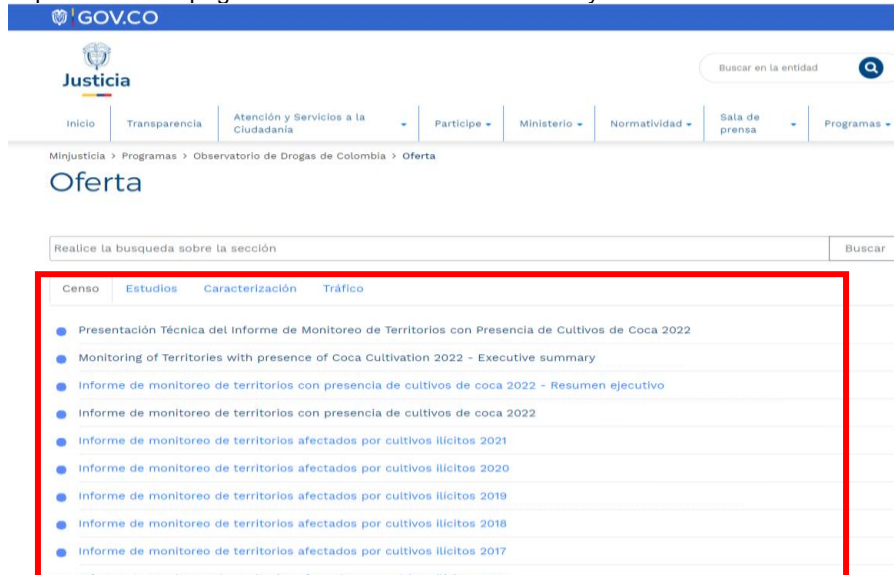 GOV.CO
Justicia
Buscar en la entidad
Inicio
Transparencia
Atención y Servicios a la
Ciudadanía
Participe
Ministerio
Normatividad
Sala de
prensa
Programas
Minjusticia > Programas > Observatorio de Drogas de Colombia > Oferta
Oferta
Realice la busqueda sobre la sección
Buscar
Censo
Estudios
Caracterización
Tráfico
Presentación Técnica del Informe de Monitoreo de Territorios con Presencia de Cultivos de Coca 2022
Monitoring of Territories with presence of Coca Cultivation 2022 - Executive summary
Informe de monitoreo de territorios con presencia de cultivos de coca 2022 - Resumen ejecutivo
Informe de monitoreo de territorios con presencia de cultivos de coca 2022
Informe de monitoreo de territorios afectados por cultivos ilícitos 2021
Informe de monitoreo de territorios afectados por cultivos ilícitos 2020
Informe de monitoreo de territorios afectados por cultivos ilícitos 2019
Informe de monitoreo de territorios afectados por cultivos ilícitos 2018
Informe de monitoreo de territorios afectados por cultivos ilícitos 2017